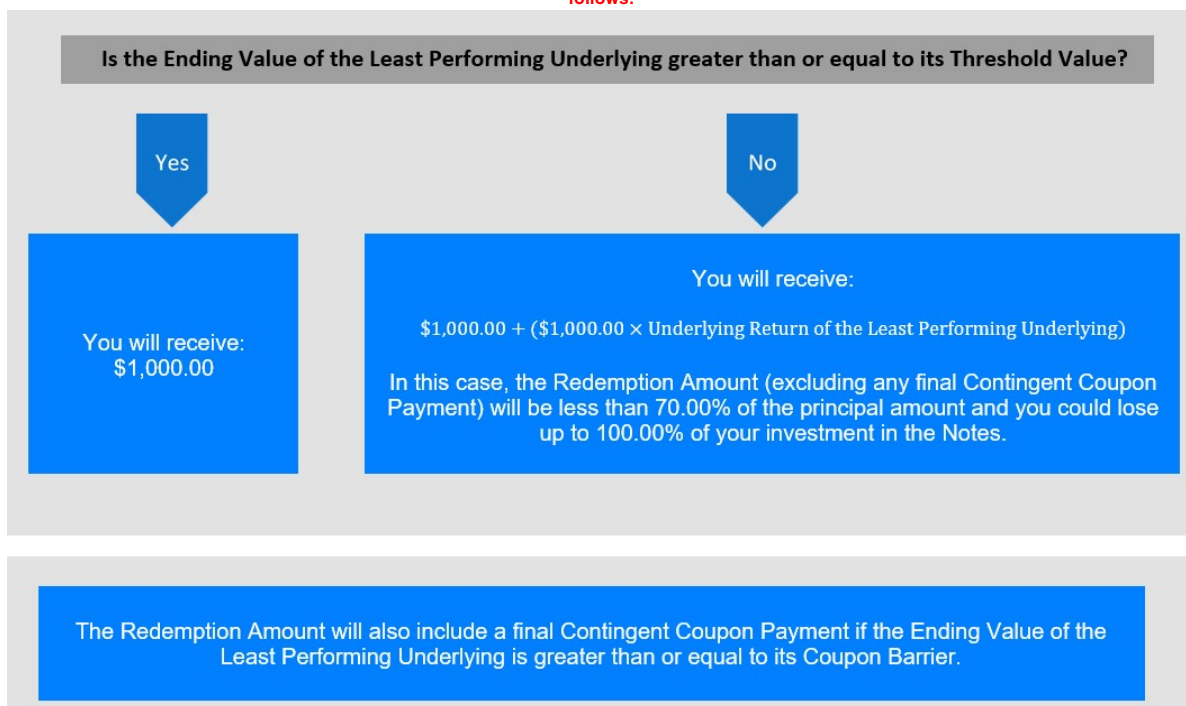 follows:
Is the Ending Value of the Least Performing Underlying greater than or equal to its Threshold Value?
Yes
No
You will receive:
$1,000.00
You will receive:
$1,000.00 + ($1,000.00 × Underlying Return of the Least Performing Underlying)
In this case, the Redemption Amount (excluding any final Contingent Coupon
Payment) will be less than 70.00% of the principal amount and you could lose
up to 100.00% of your investment in the Notes.
The Redemption Amount will also include a final Contingent Coupon Payment if the Ending Value of the
Least Performing Underlying is greater than or equal to its Coupon Barrier.